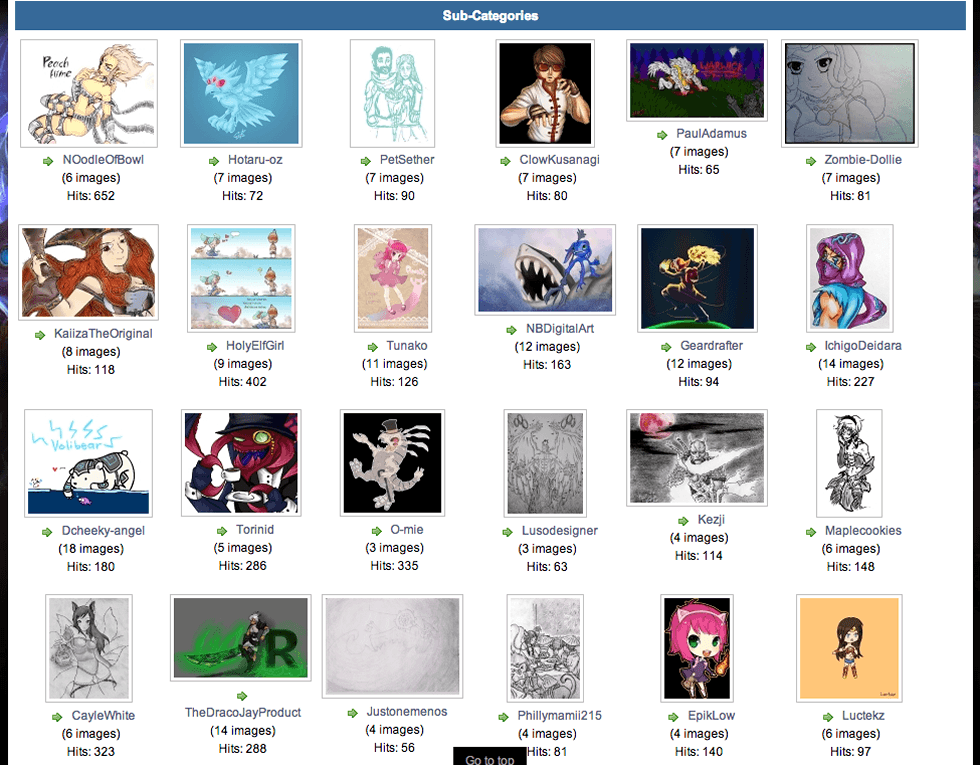 Sub-Categories
Peach
time
NOodleOfBowl
(6 images)
Hits: 652
Hotaru-oz
(7 images)
Hits: 72
PetSether
(7 images)
Hits: 90
ClowKusanagi
(7 images)
Hits: 80
WARWICK
PaulAdamus
(7 images)
Hits: 65
Zombie-Dollie
(7 images)
Hits: 81
KaiizaTheOriginal
(8 images)
Hits: 118
HolyElfGirl
(9 images)
Hits: 402
Tunako
(11 images)
Hits: 126
NBDigitalArt
(12 images)
Hits: 163
Geardrafter
(12 images)
Hits: 94
IchigoDeidara
(14 images)
Hits: 227
Volibear
Dcheeky-angel
(18 images)
Hits: 180
Torinid
(5 images)
Hits: 286
O-mie
(3 images)
Hits: 335
Lusodesigner
(3 images)
Hits: 63
Kezji
(4 images)
Hits: 114
Maplecookies
(6 images)
Hits: 148
CayleWhite
(6 images)
Hits: 323
R
TheDracoJayProduct
(14 images)
Hits: 288
Justonemenos
(4 images)
Hits: 56
Phillymamii215
(4 images)
Hits: 81
EpikLow
(4 images)
Hits: 140
Luctekz
Luctekz
(6 images)
Hits: 97
Go to top